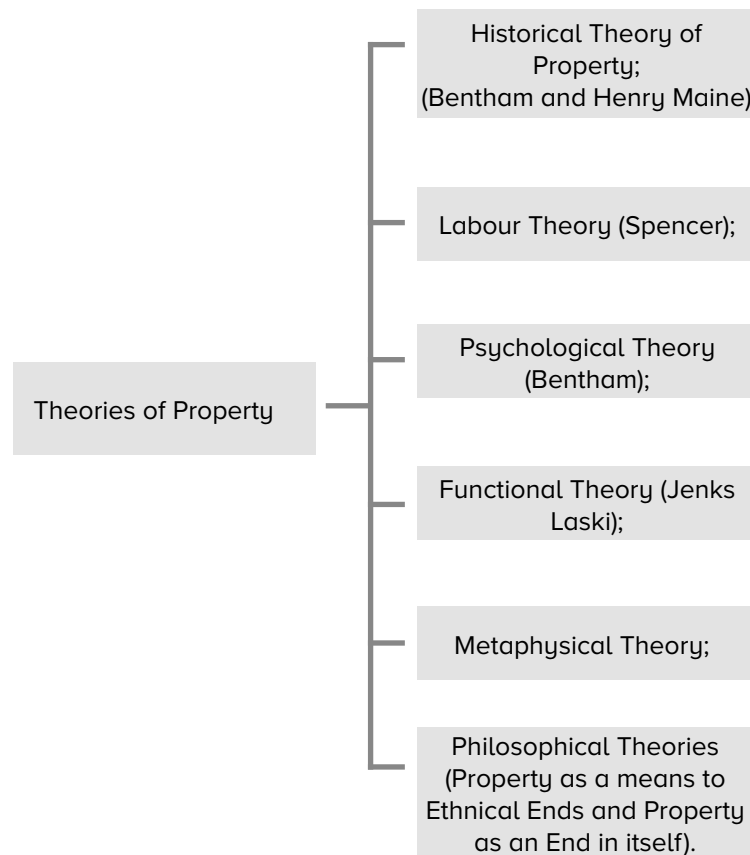 Theories of Property
Historical Theory of
Property;
(Bentham and Henry Maine)
Labour Theory (Spencer);
Psychological Theory
(Bentham);
Functional Theory (Jenks
Laski);
Metaphysical Theory;
Philosophical Theories
(Property as a means to
Ethnical Ends and Property
as an End in itself).